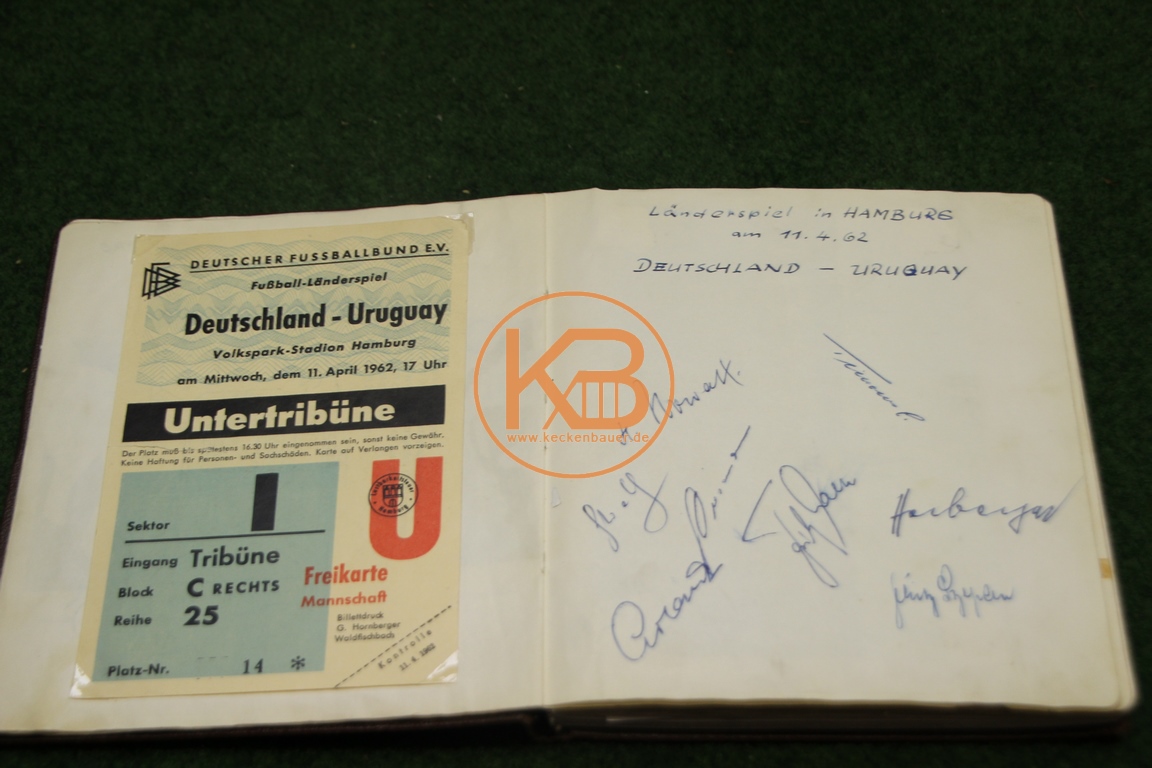 DEUTSCHER FUSSBALLBUND E.V.
Fußball-Länderspiel
Deutschland - Uruguay
Volkspark-Stadion Hamburg
am Mittwoch, dem 11. April 1962, 17 Uhr
Untertribüne
Der Platz muß bis spätestens 16.30 Uhr eingenommen sein, sonst keine Gewähr.
Keine Haftung für Personen- und Sachschäden. Karte auf Verlangen vorzeigen.
Sektor I
Eingang Tribüne
Block C RECHTS
Reihe 25
Platz-Nr. 14 *
U
Freikarte
Mannschaft
Billettdruck
G. Hornberger
Waldfischbach
Kontrolle
11. 4. 1962
Länderspiel in HAMBURG
am 11.4.62
DEUTSCHLAND - URUGUAY
KB
www.keckenbauer.de
H. Nowak.
Herberger